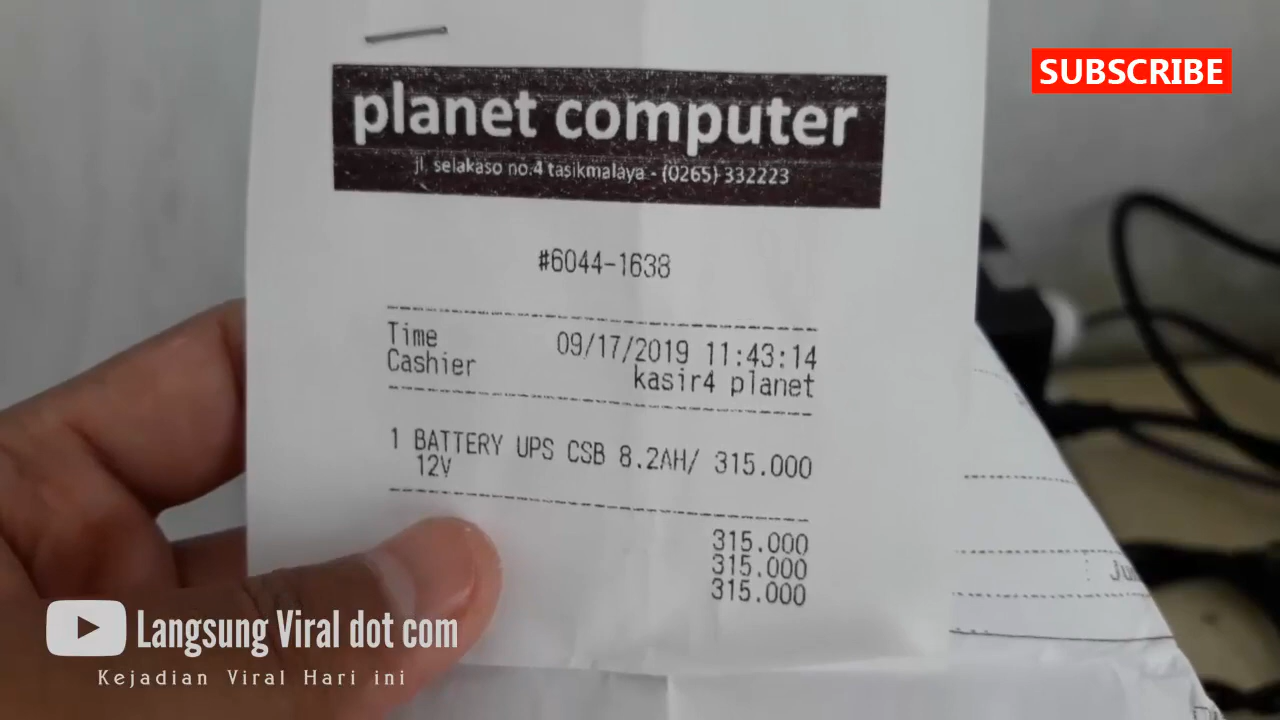 SUBSCRIBE
planet computer
jl. selakaso no.4 tasikmalaya - (0265) 332223
#6044-1638
Time 09/17/2019 11:43:14
Cashier kasir4 planet
1 BATTERY UPS CSB 8.2AH/ 315.000
12V
315.000
315.000
315.000
Langsung Viral dot com
Kejadian Viral Hari ini